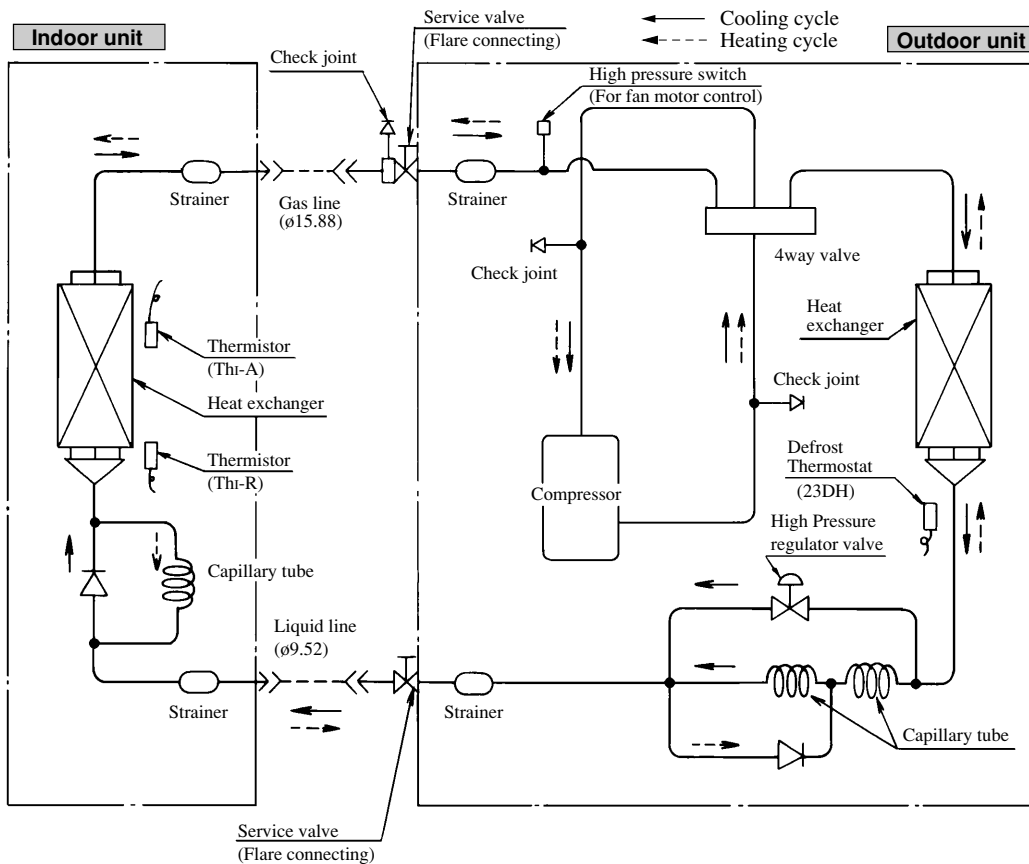 Indoor unit
Service valve
(Flare connecting)
Cooling cycle
Heating cycle
Outdoor unit
Check joint
High pressure switch
(For fan motor control)
Strainer
Gas line
(ø15.88)
Strainer
4way valve
Check joint
Heat
exchanger
Thermistor
(ThI-A)
Heat exchanger
Check joint
Thermistor
(ThI-R)
Compressor
Defrost
Thermostat
(23DH)
High Pressure
regulator valve
Capillary tube
Liquid line
(ø9.52)
Strainer
Strainer
Capillary tube
Service valve
(Flare connecting)